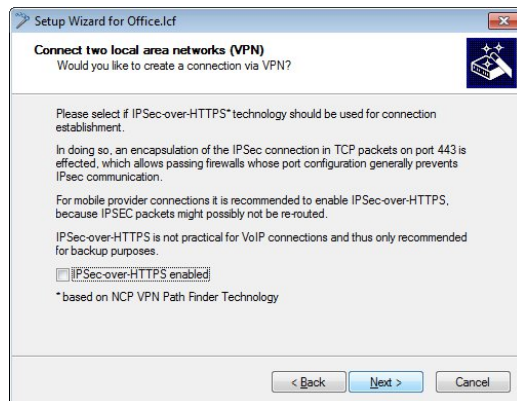 Setup Wizard for Office.lcf
Connect two local area networks (VPN)
Would you like to create a connection via VPN?
Please select if IPSec-over-HTTPS* technology should be used for connection
establishment.
In doing so, an encapsulation of the IPSec connection in TCP packets on port 443 is
effected, which allows passing firewalls whose port configuration generally prevents
IPsec communication.
For mobile provider connections it is recommended to enable IPSec-over-HTTPS,
because IPSEC packets might possibly not be re-routed.
IPSec-over-HTTPS is not practical for VoIP connections and thus only recommended
for backup purposes.
IPSec-over-HTTPS enabled
* based on NCP VPN Path Finder Technology
< Back Next > Cancel